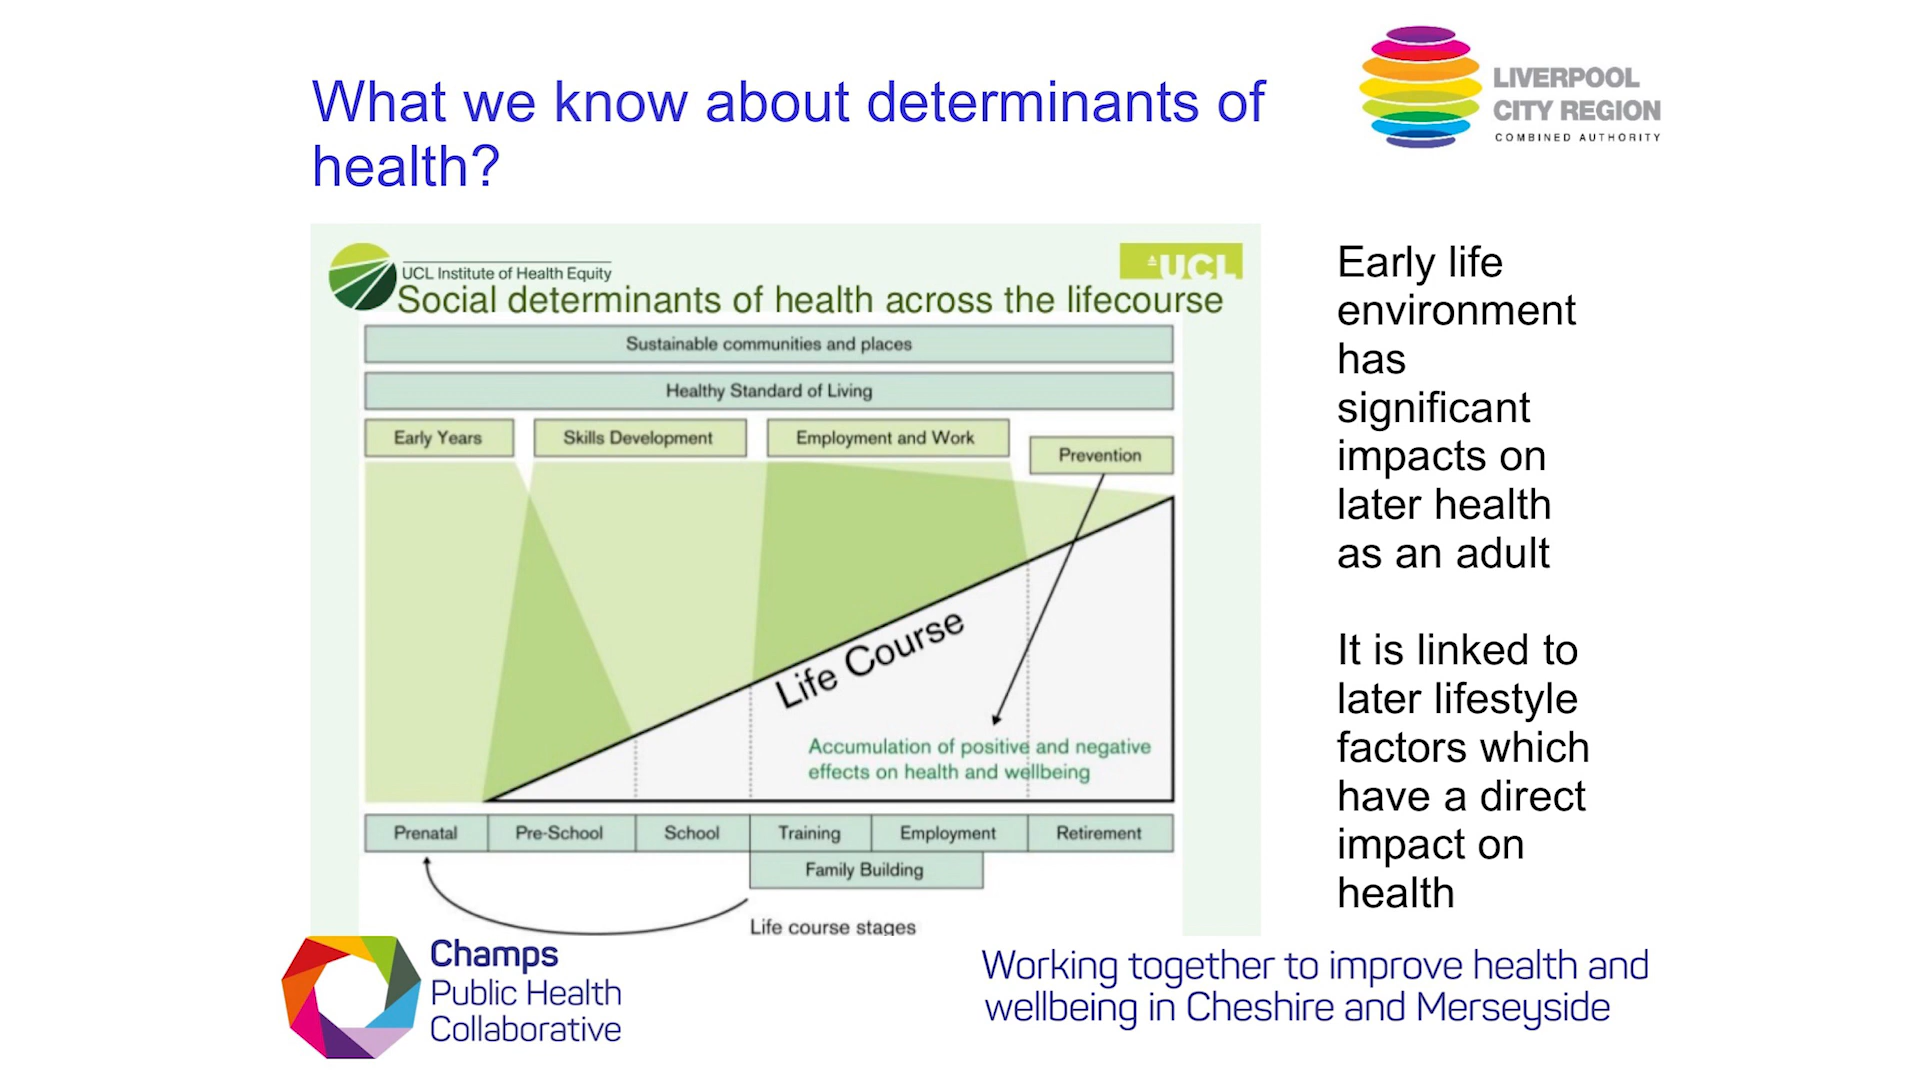 What we know about determinants of
health?
LIVERPOOL
CITY REGION
COMBINED AUTHORITY
UCL Institute of Health Equity
UCL
Social determinants of health across the lifecourse
Sustainable communities and places
Healthy Standard of Living
Early Years
Skills Development
Employment and Work
Prevention
Life Course
Accumulation of positive and negative
effects on health and wellbeing
Prenatal
Pre-School
School
Training
Employment
Retirement
Family Building
Life course stages
Early life
environment
has
significant
impacts on
later health
as an adult
It is linked to
later lifestyle
factors which
have a direct
impact on
health
Champs
Public Health
Collaborative
Working together to improve health and
wellbeing in Cheshire and Merseyside